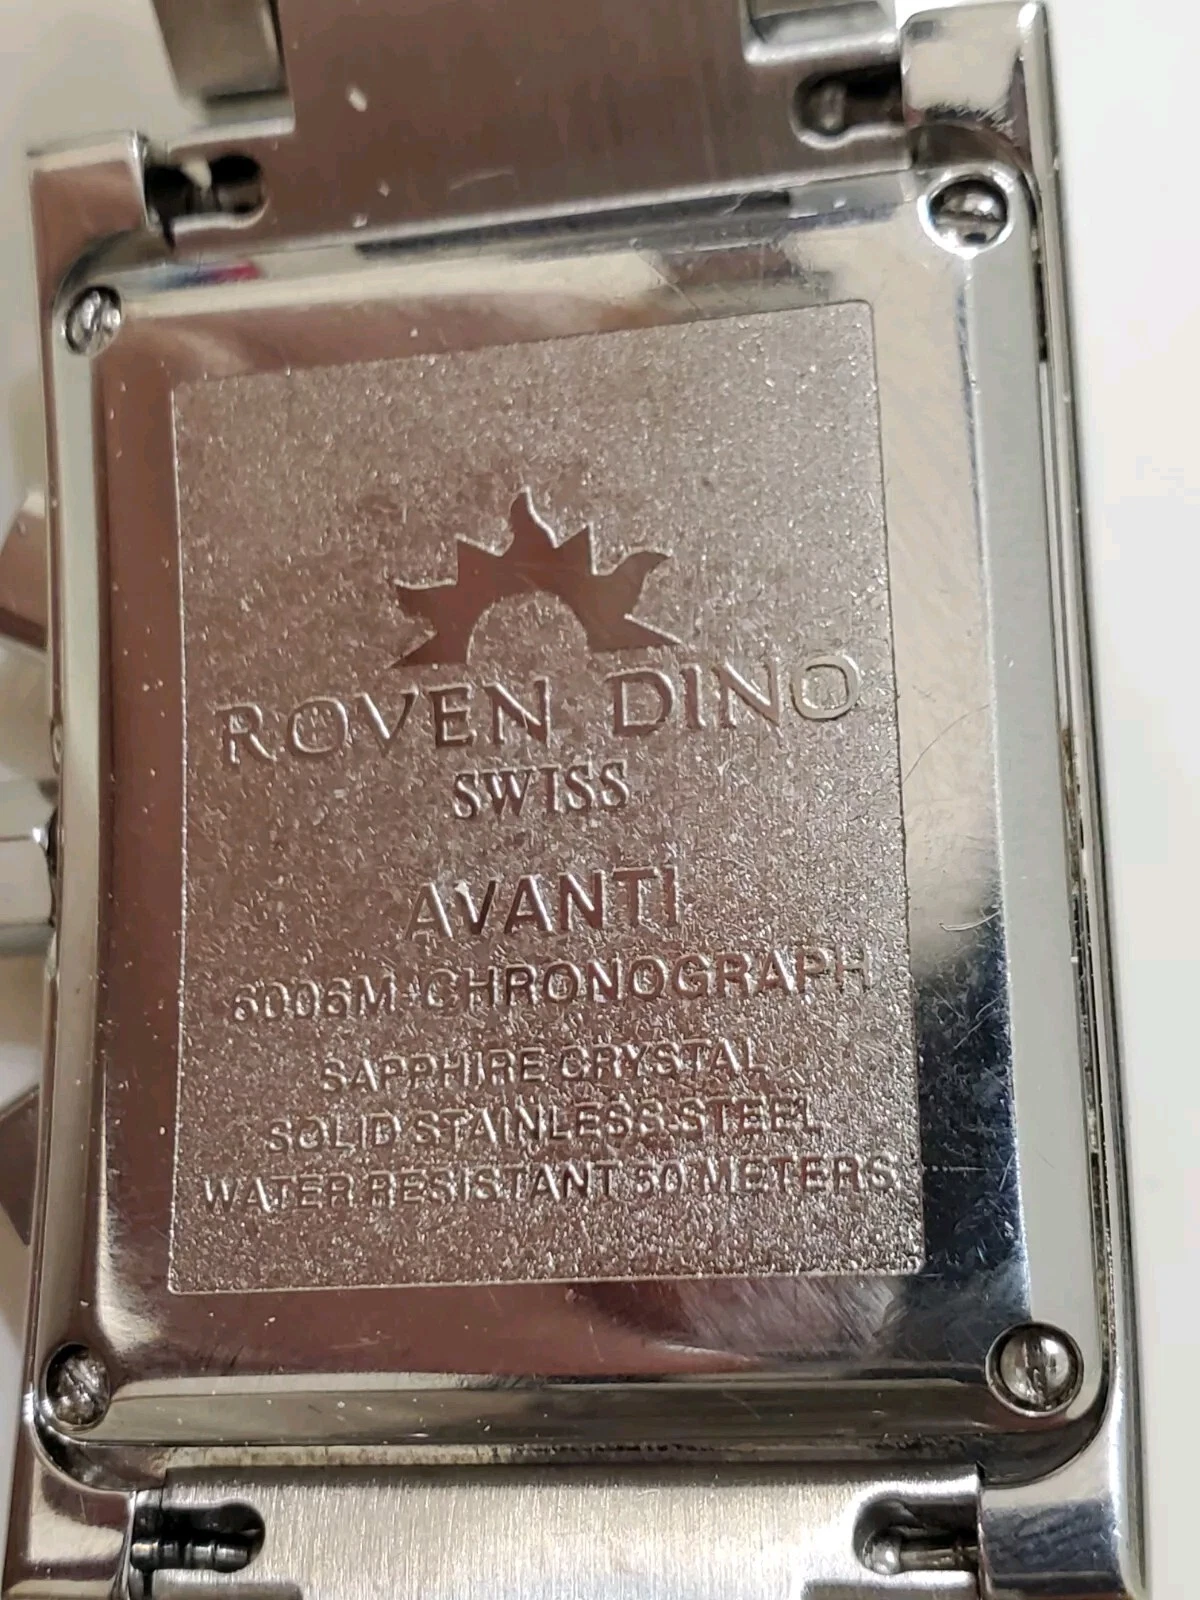 ROVEN DINO
SWISS
AVANTI
6006M-CHRONOGRAPH
SAPPHIRE CRYSTAL
SOLID STAINLESS STEEL
WATER RESISTANT 50 METERS